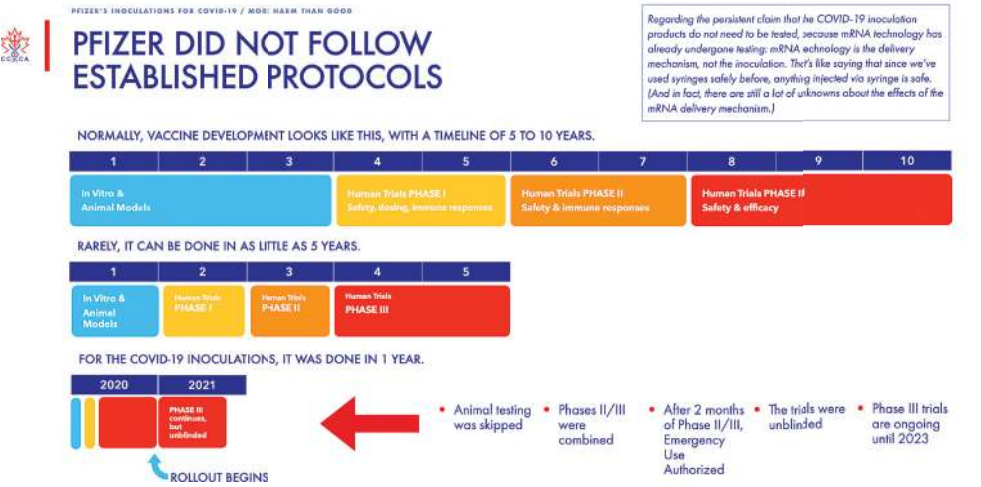 PFIZER'S INOCULATIONS FOR COVID-19 / MORE HARM THAN GOOD
CCCCA
PFIZER DID NOT FOLLOW
ESTABLISHED PROTOCOLS
Regarding the persistent claim that he COVID-19 inoculation
products do not need to be tested, because mRNA technology has
already undergone testing: mRNA echnology is the delivery
mechanism, not the inoculation. That's like saying that since we've
used syringes safely before, anything injected via syringe is safe.
(And in fact, there are still a lot of unknowns about the effects of the
mRNA delivery mechanism.)
NORMALLY, VACCINE DEVELOPMENT LOOKS LIKE THIS, WITH A TIMELINE OF 5 TO 10 YEARS.
1 2 3 4 5 6 7 8 9 10
In Vitro &
Animal Models
Human Trials PHASE I
Safety, dosing, immune responses
Human Trials PHASE II
Safety & immune responses
Human Trials PHASE III
Safety & efficacy
RARELY, IT CAN BE DONE IN AS LITTLE AS 5 YEARS.
1 2 3 4 5
In Vitro &
Animal
Models
Human Trials
PHASE I
Human Trials
PHASE II
Human Trials
PHASE III
FOR THE COVID-19 INOCULATIONS, IT WAS DONE IN 1 YEAR.
2020 2021
PHASE III
continues,
but
unblinded
ROLLOUT BEGINS
• Animal testing
was skipped
• Phases II/III
were
combined
• After 2 months
of Phase II/III,
Emergency
Use
Authorized
• The trials were
unblinded
• Phase III trials
are ongoing
until 2023